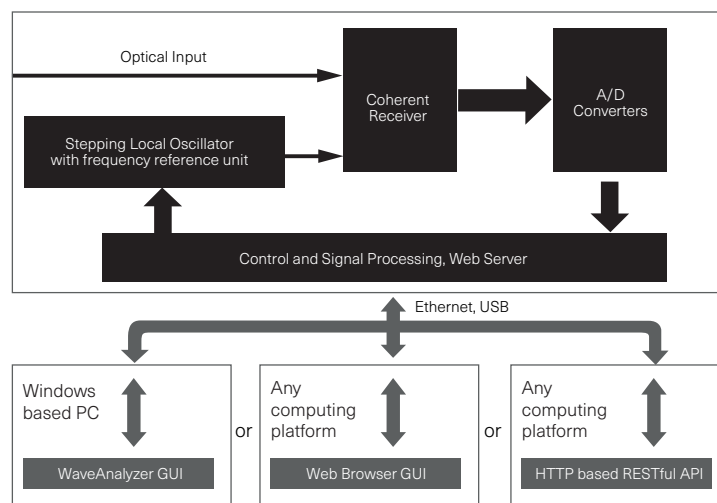 Optical Input
Coherent
Receiver
A/D
Converters
Stepping Local Oscillator
with frequency reference unit
Control and Signal Processing, Web Server
Ethernet, USB
Windows
based PC
WaveAnalyzer GUI
or
Any
computing
platform
Web Browser GUI
or
Any
computing
platform
HTTP based RESTful API